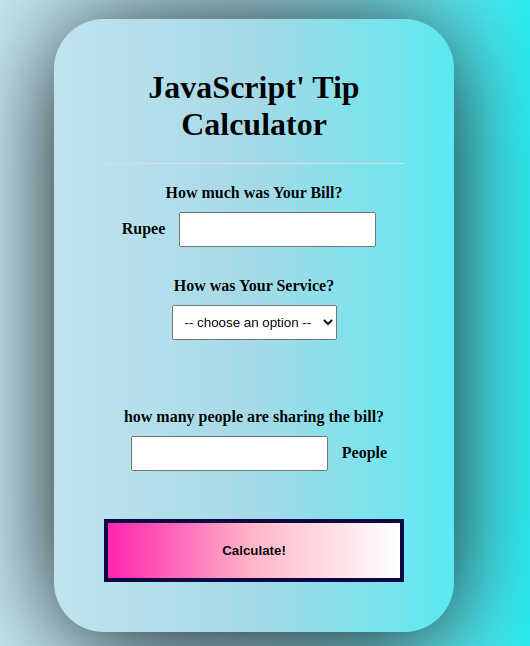 JavaScript' Tip
Calculator
How much was Your Bill?
Rupee
How was Your Service?
-- choose an option --
how many people are sharing the bill?
People
Calculate!